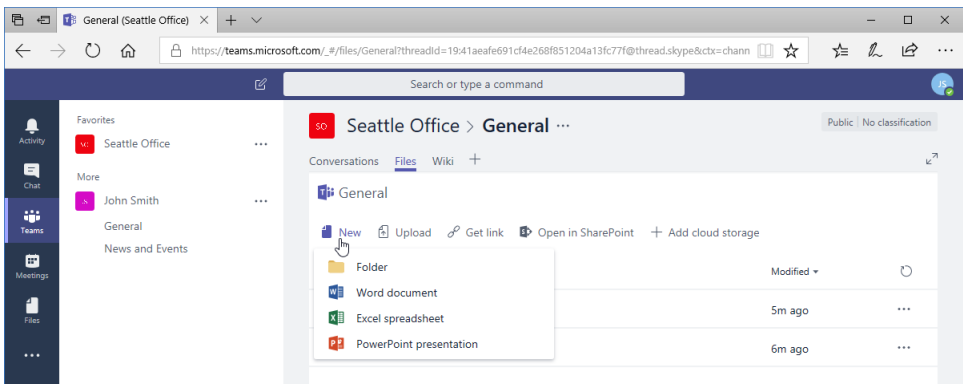 General (Seattle Office)
https://teams.microsoft.com/_#/files/General?threadId=19:41aeafe691cf4e268f851204a13fc77f@thread.skype&ctx=chann
Search or type a command
JS
Activity
Chat
Teams
Meetings
Files
Favorites
SO Seattle Office
More
John Smith
General
News and Events
SO Seattle Office > General
Public No classification
Conversations Files Wiki
General
New Upload Get link Open in SharePoint Add cloud storage
Folder
Word document
Excel spreadsheet
PowerPoint presentation
Modified
5m ago
6m ago